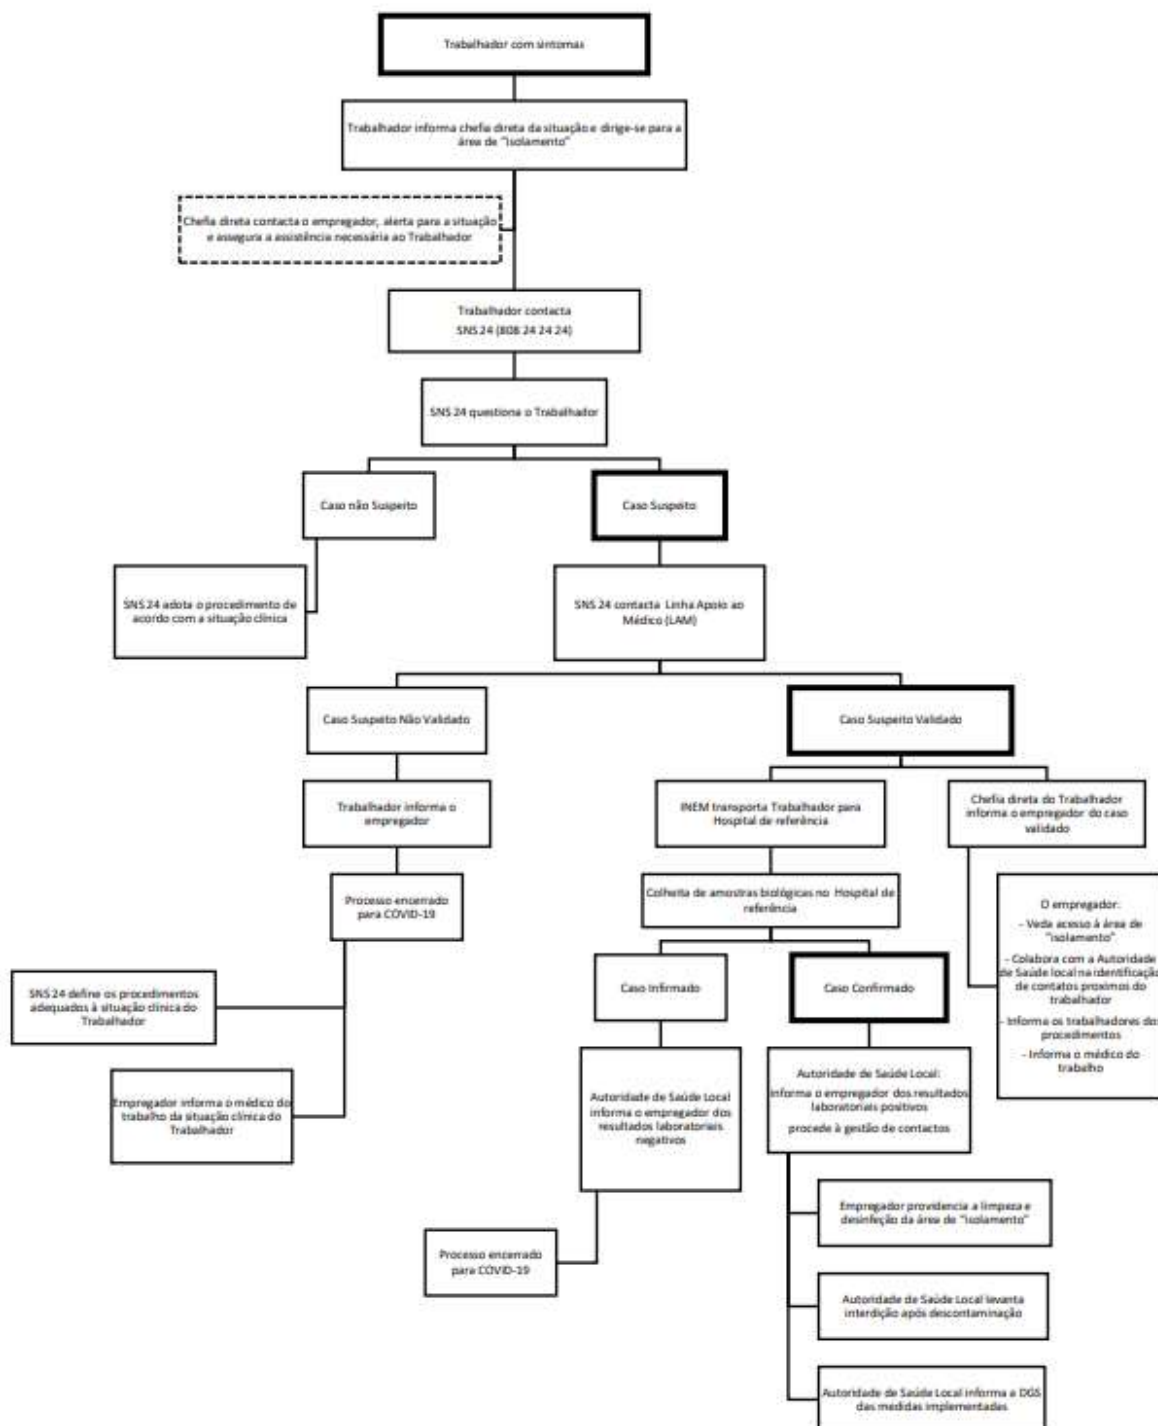 Trabalhador com sintomas
Trabalhador informa chefia direta da situação e dirige-se para a
área de "isolamento"
Chefia direta contacta o empregador, alerta para a situação
e assegura a assistência necessária ao Trabalhador
Trabalhador contacta
SNS 24 (808 24 24 24)
SNS 24 questiona o Trabalhador
Caso não Suspeito
Caso Suspeito
SNS 24 adota o procedimento de
acordo com a situação clínica
SNS 24 contacta Linha Apoio ao
Médico (LAM)
Caso Suspeito Não Validado
Caso Suspeito Validado
Trabalhador informa o
empregador
INEM transporta Trabalhador para
Hospital de referência
Chefia direta do Trabalhador
informa o empregador do caso
validado
Processo encerrado
para COVID-19
Colheita de amostras biológicas no Hospital de
referência
O empregador:
- Veda acesso à área de
"isolamento"
- Colabora com a Autoridade
de Saúde local na identificação
de contatos proximos do
trabalhador
- Informa os trabalhadores dos
procedimentos
- Informa o médico do
trabalho
SNS 24 define os procedimentos
adequados à situação clínica do
Trabalhador
Caso Infirmado
Caso Confirmado
Empregador informa o médico do
trabalho da situação clínica do
Trabalhador
Autoridade de Saúde Local
informa o empregador dos
resultados laboratoriais
negativos
Autoridade de Saúde Local:
informa o empregador dos resultados
laboratoriais positivos
procede à gestão de contactos
Processo encerrado
para COVID-19
Empregador providencia a limpeza e
desinfeção da área de "isolamento"
Autoridade de Saúde Local levanta
interdição após descontaminação
Autoridade de Saúde Local informa a DGS
das medidas implementadas